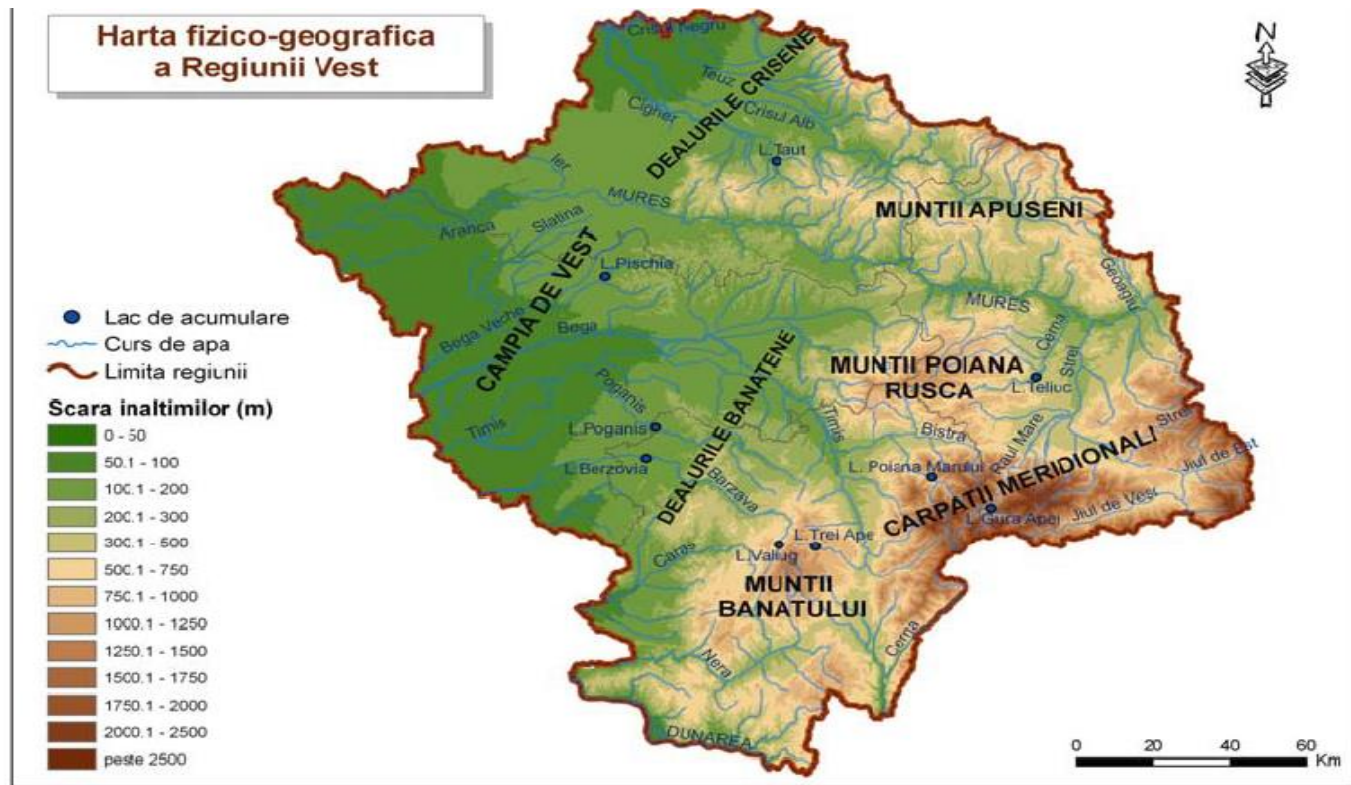 Harta fizico-geografica
a Regiunii Vest
N
Crisul Negru
Teuz
Cigher
Crisul Alb
DEALURILE CRISENE
L.Taut
Ier
MURES
MUNTII APUSENI
Aranca
Slatina
L.Pischia
Geoagiu
MURES
CAMPIA DE VEST
Bega Veche
Bega
Cerna
Strei
MUNTII POIANA
RUSCA
L.Teliuc
DEALURILE BANATENE
Poganis
Timis
Timis
L.Poganis
Bistra
Raul Mare
Strei
L.Berzovia
Barzava
L. Poiana Marului
CARPATII MERIDIONALI
Jiul de Est
Jiul de Vest
L.Gura Apei
L.Trei Ape
L.Valiug
Caras
MUNTII
BANATULUI
Cerna
Nera
DUNAREA
Lac de acumulare
Curs de apa
Limita regiunii
Scara inaltimilor (m)
0 - 50
50.1 - 100
100.1 - 200
200.1 - 300
300.1 - 500
500.1 - 750
750.1 - 1000
1000.1 - 1250
1250.1 - 1500
1500.1 - 1750
1750.1 - 2000
2000.1 - 2500
peste 2500
0 20 40 60
Km